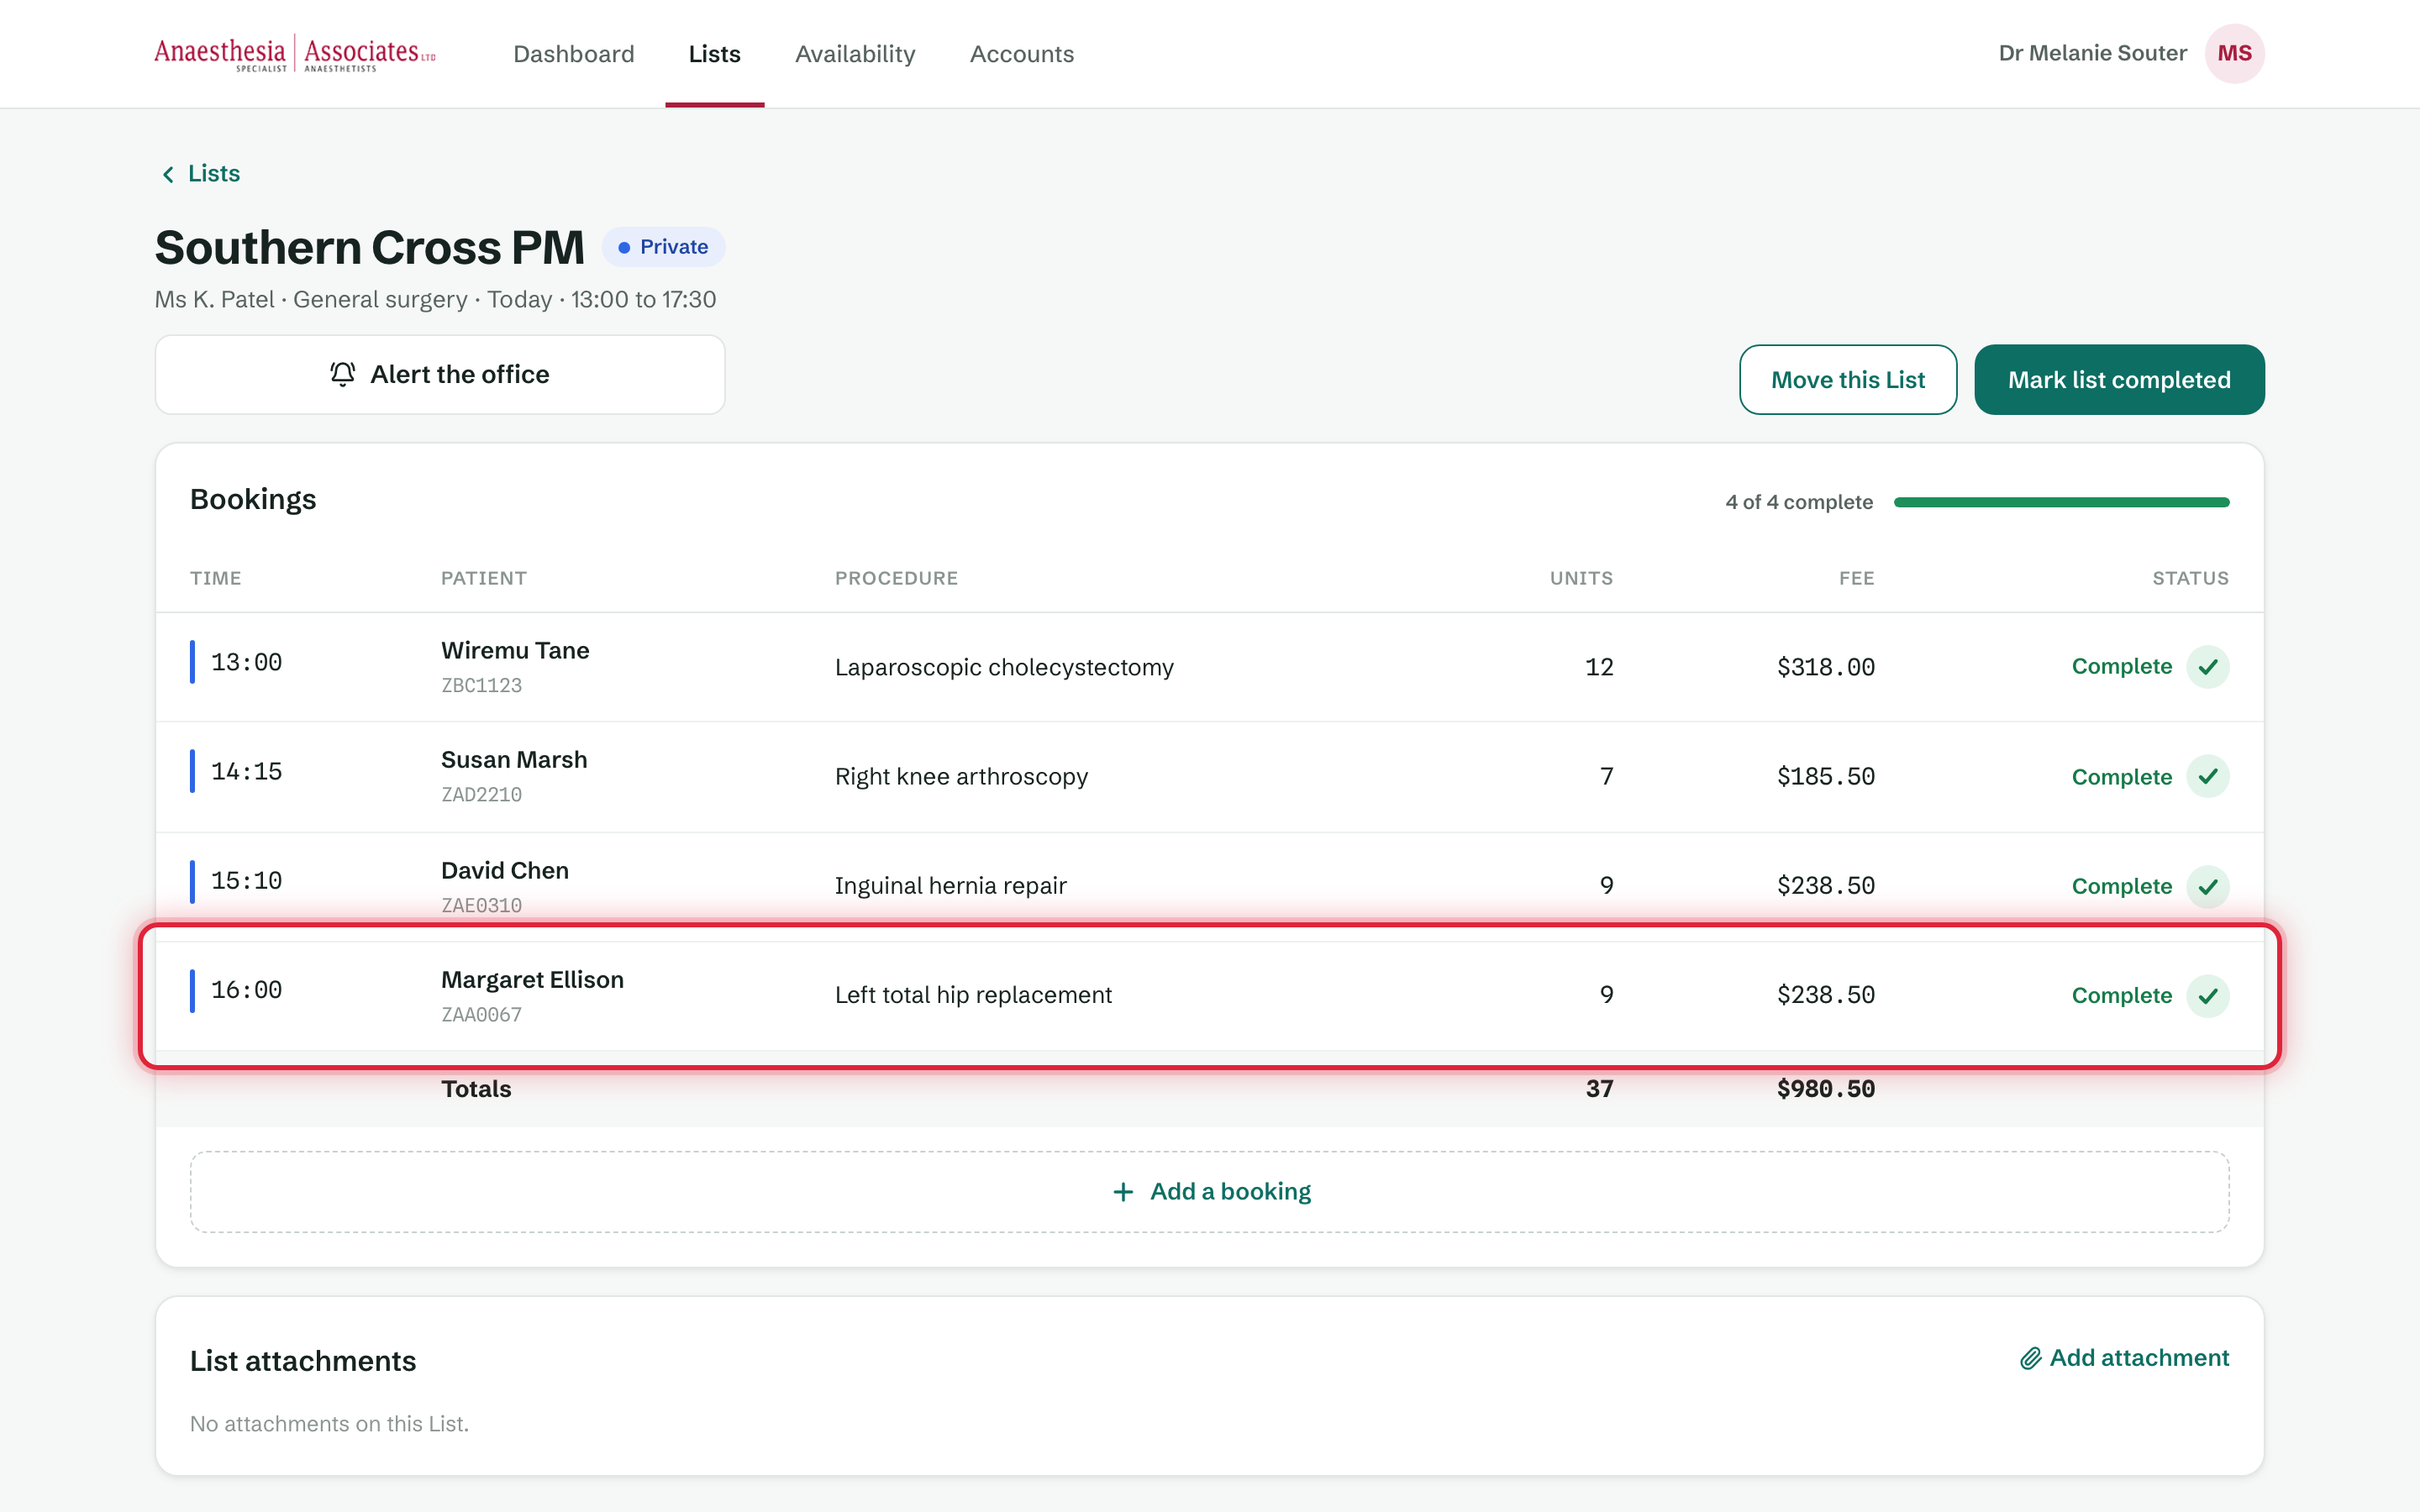 Anaesthesia | Associates LTD
SPECIALIST ANAESTHETISTS
Dashboard Lists Availability Accounts
Dr Melanie Souter MS
Lists
Southern Cross PM Private
Ms K. Patel · General surgery · Today · 13:00 to 17:30
Alert the office Move this List Mark list completed
Bookings 4 of 4 complete
TIME PATIENT PROCEDURE UNITS FEE STATUS
13:00 Wiremu Tane Laparoscopic cholecystectomy 12 $318.00 Complete
ZBC1123
14:15 Susan Marsh Right knee arthroscopy 7 $185.50 Complete
ZAD2210
15:10 David Chen Inguinal hernia repair 9 $238.50 Complete
ZAE0310
16:00 Margaret Ellison Left total hip replacement 9 $238.50 Complete
ZAA0067
Totals 37 $980.50
+ Add a booking
List attachments Add attachment
No attachments on this List.